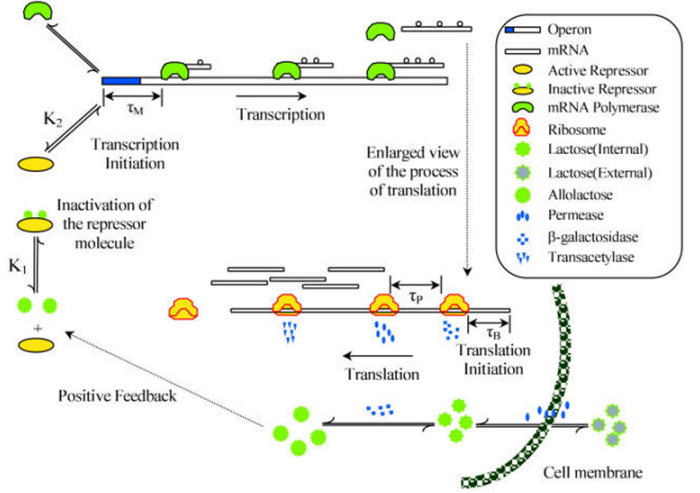 Operon
mRNA
Active Repressor
Inactive Repressor
mRNA Polymerase
Ribosome
Lactose(Internal)
Lactose(External)
Allolactose
Permease
β-galactosidase
Transacetylase
τM
Transcription
K2
Transcription
Initiation
Enlarged view
of the process
of translation
Inactivation of
the repressor
molecule
K1
+
τP
τB
Translation
Translation
Initiation
Positive Feedback
Cell membrane